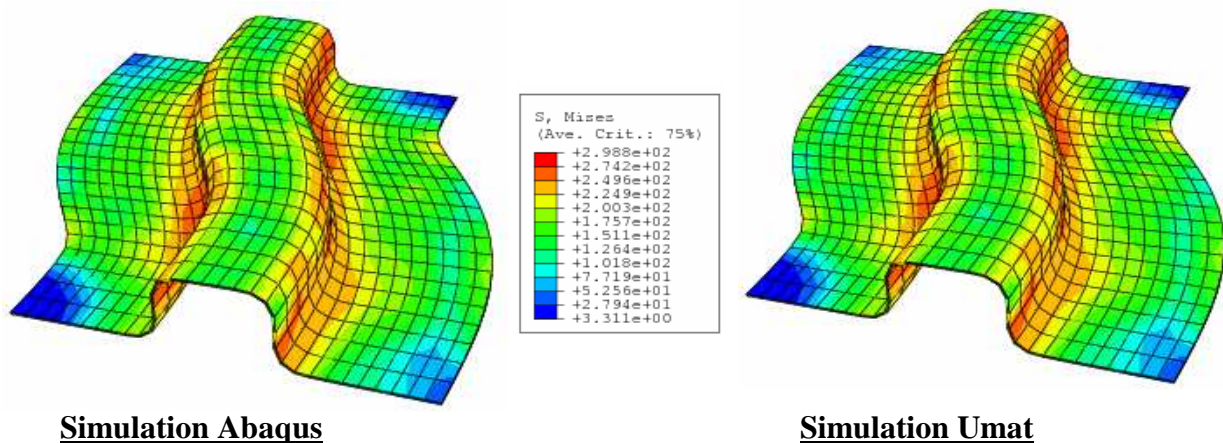 S, Mises
(Ave. Crit.: 75%)
+2.988e+02
+2.742e+02
+2.496e+02
+2.249e+02
+2.003e+02
+1.757e+02
+1.511e+02
+1.264e+02
+1.018e+02
+7.719e+01
+5.256e+01
+2.794e+01
+3.311e+00
Simulation Abaqus
Simulation Umat